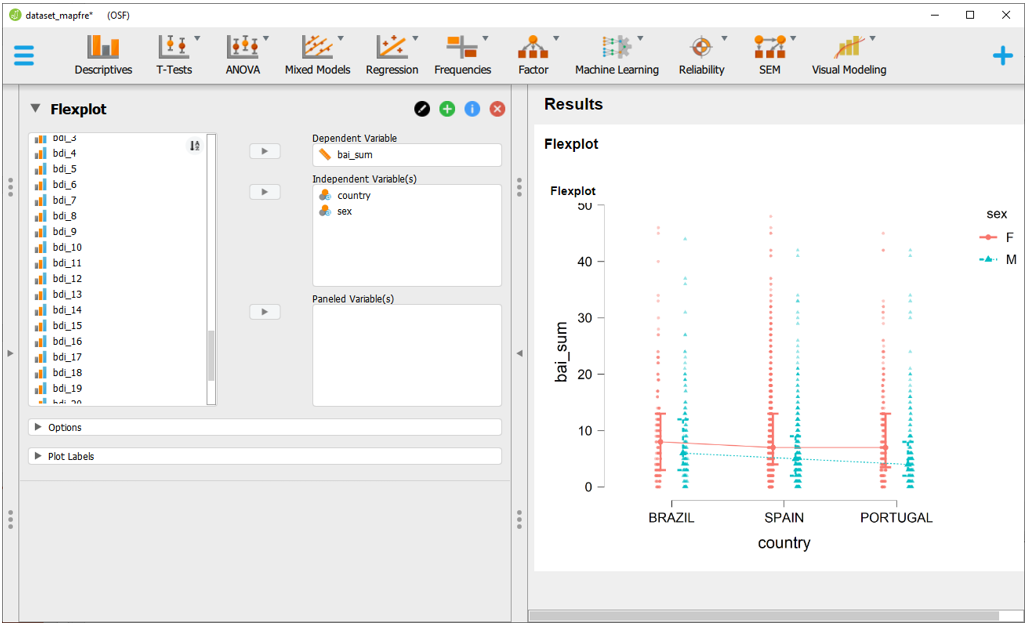 dataset_mapfre* (OSF)
Descriptives
T-Tests
ANOVA
Mixed Models
Regression
Frequencies
Factor
Machine Learning
Reliability
SEM
Visual Modeling
Flexplot
bdi_3
bdi_4
bdi_5
bdi_6
bdi_7
bdi_8
bdi_9
bdi_10
bdi_11
bdi_12
bdi_13
bdi_14
bdi_15
bdi_16
bdi_17
bdi_18
bdi_19
bdi_20
Dependent Variable
bai_sum
Independent Variable(s)
country
sex
Paneled Variable(s)
Options
Plot Labels
Results
Flexplot
Flexplot
50
40
30
20
10
0
bai_sum
BRAZIL
SPAIN
PORTUGAL
country
sex
F
M